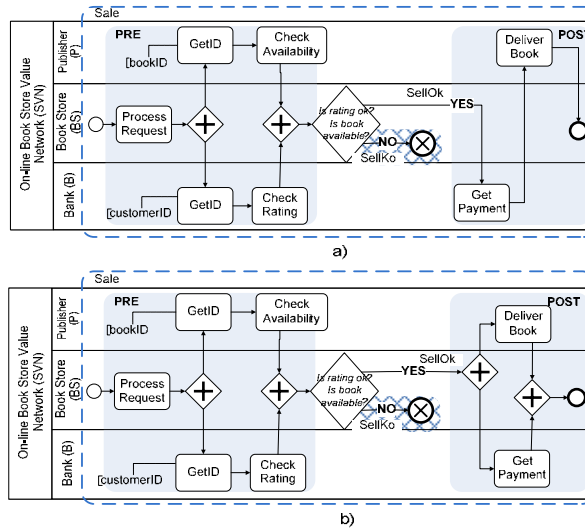 Sale
On-line Book Store Value
Network (SVN)
Publisher
(P)
Book Store
(BS)
Bank (B)
PRE
POST
[bookID
GetID
Check
Availability
Deliver
Book
Process
Request
Is rating ok?
Is book
available?
SellOk
YES
NO
SellKo
[customerID
GetID
Check
Rating
Get
Payment
a)
Sale
On-line Book Store Value
Network (SVN)
Publisher
(P)
Book Store
(BS)
Bank (B)
PRE
POST
[bookID
GetID
Check
Availability
Deliver
Book
Process
Request
Is rating ok?
Is book
available?
SellOk
YES
NO
SellKo
[customerID
GetID
Check
Rating
Get
Payment
b)